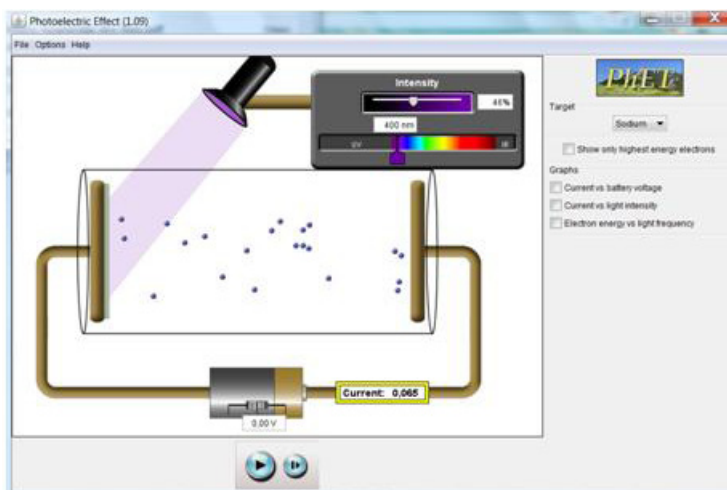 Photoelectric Effect (1.09)
File Options Help
Intensity
46%
400 nm
UV
IR
PhET
Target
Sodium
Show only highest energy electrons
Graphs
Current vs battery voltage
Current vs light intensity
Electron energy vs light frequency
Current: 0,065
0,00 V